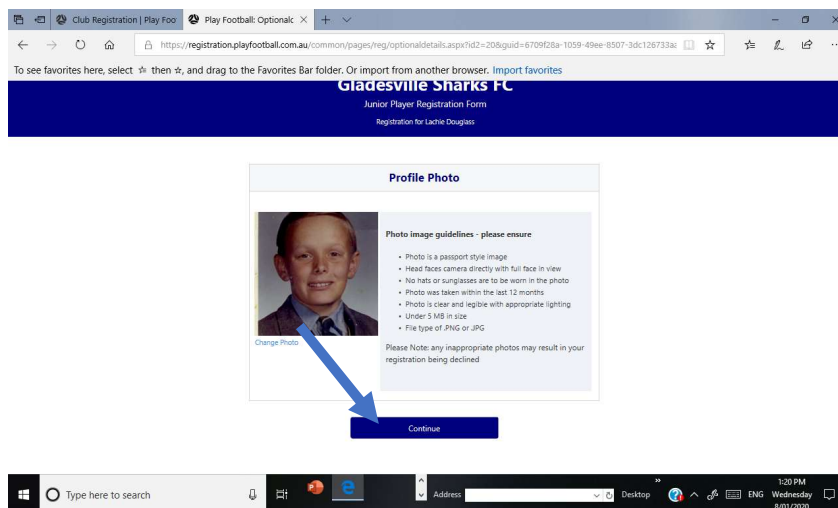 Club Registration | Play Foo
Play Football: Optional
https://registration.playfootball.com.au/common/pages/reg/optionaldetails.aspx?id2=20&guid=6709f28a-1059-49ee-8507-3dc126733a
To see favorites here, select then, and drag to the Favorites Bar folder. Or import from another browser. Import favorites
Gladesville Sharks FC
Junior Player Registration Form
Registration for Lachie Douglass
Profile Photo
Photo image guidelines - please ensure
• Photo is a passport style image
• Head faces camera directly with full face in view
• No hats or sunglasses are to be worn in the photo
• Photo was taken within the last 12 months
• Photo is clear and legible with appropriate lighting
• Under 5 MB in size
• File type of .PNG or .JPG
Change Photo
Please Note: any inappropriate photos may result in your
registration being declined
Continue
Type here to search
Address
Desktop
ENG
1:20 PM
Wednesday
8/01/2020